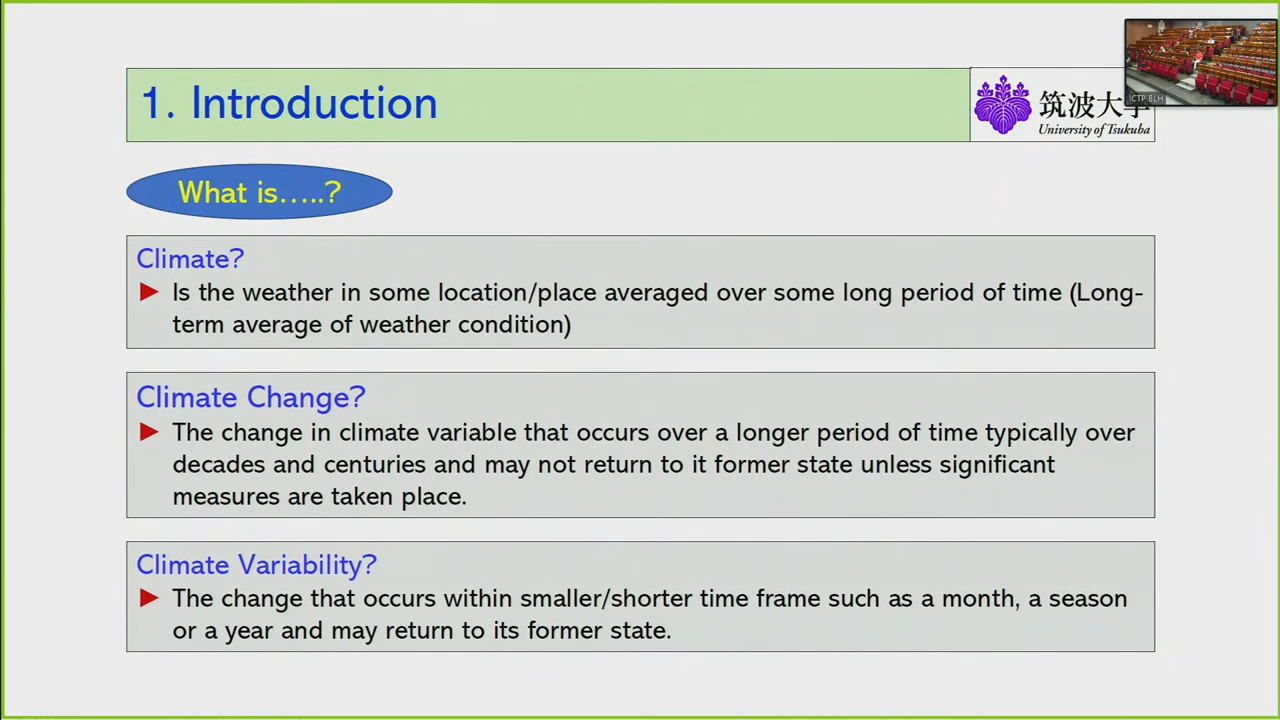 1. Introduction
筑波大学
University of Tsukuba
ICTP BLH
What is…..?
Climate?
Is the weather in some location/place averaged over some long period of time (Long-
term average of weather condition)
Climate Change?
The change in climate variable that occurs over a longer period of time typically over
decades and centuries and may not return to it former state unless significant
measures are taken place.
Climate Variability?
The change that occurs within smaller/shorter time frame such as a month, a season
or a year and may return to its former state.